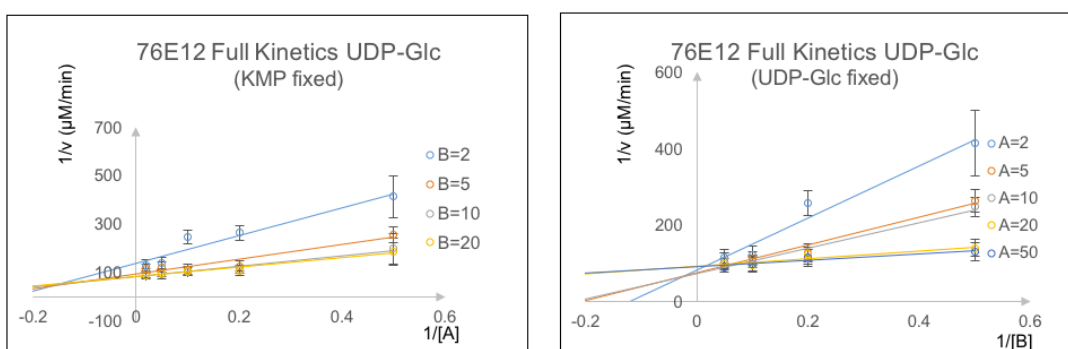 76E12 Full Kinetics UDP-Glc
(KMP fixed)
1/v (µM/min)
700
500
300
100
-100
-0.2
0
0.2
0.4
0.6
1/[A]
B=2
B=5
B=10
B=20
76E12 Full Kinetics UDP-Glc
(UDP-Glc fixed)
1/v (µM/min)
600
400
200
0
-0.2
0
0.2
0.4
0.6
1/[B]
A=2
A=5
A=10
A=20
A=50